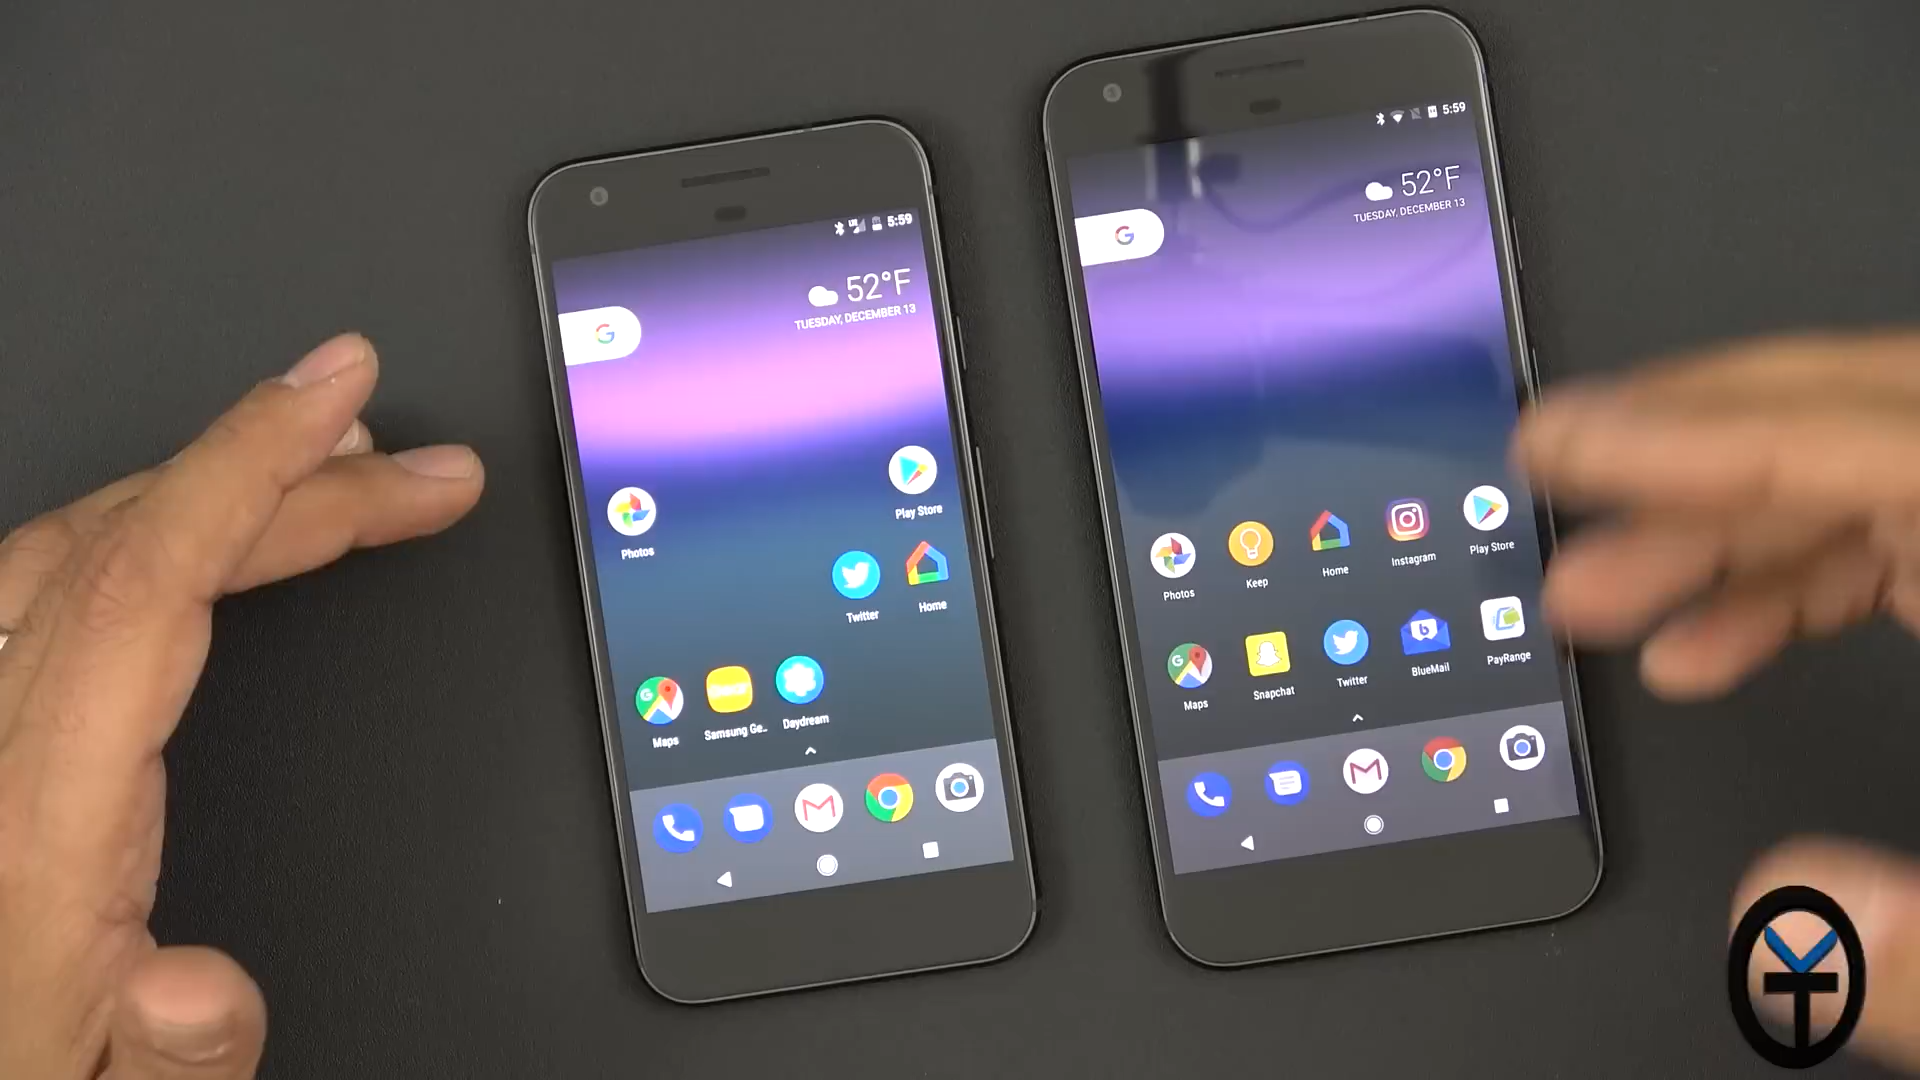 5:59
52°F
TUESDAY, DECEMBER 13
G
Play Store
Photos
Twitter
Home
Maps
Samsung Ge..
Daydream
5:59
52°F
TUESDAY, DECEMBER 13
G
Photos
Keep
Home
Instagram
Play Store
Maps
Snapchat
Twitter
BlueMail
PayRange